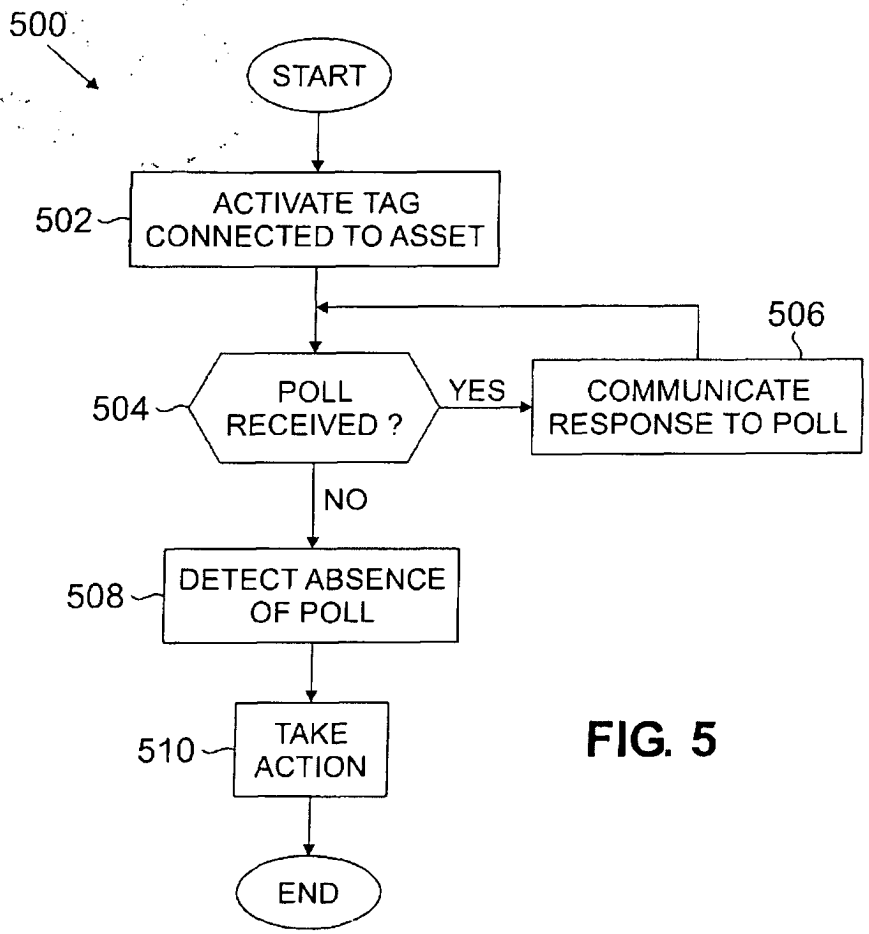 500
START
502
ACTIVATE TAG
CONNECTED TO ASSET
506
504
POLL
RECEIVED ?
YES
COMMUNICATE
RESPONSE TO POLL
NO
508
DETECT ABSENCE
OF POLL
510
TAKE
ACTION
FIG. 5
END